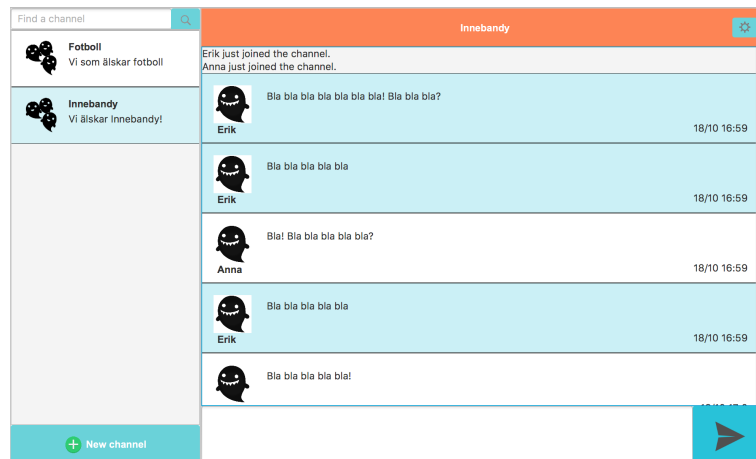 Find a channel
Fotboll
Vi som älskar fotboll
Innebandy
Vi älskar Innebandy!
New channel
Innebandy
Erik just joined the channel.
Anna just joined the channel.
Bla bla bla bla bla bla bla! Bla bla bla?
Erik
18/10 16:59
Bla bla bla bla bla
Erik
18/10 16:59
Bla! Bla bla bla bla bla?
Anna
18/10 16:59
Bla bla bla bla bla
Erik
18/10 16:59
Bla bla bla bla bla!